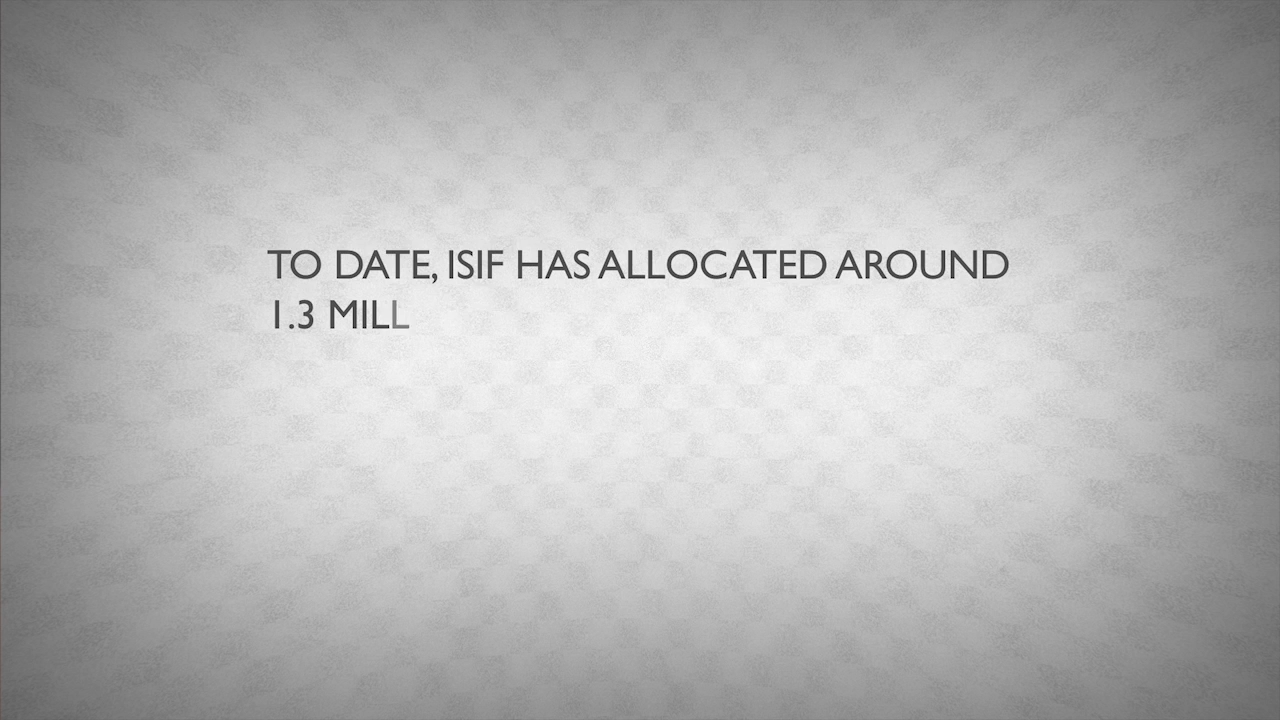 TO DATE, ISIF HAS ALLOCATED AROUND
1.3 MILL